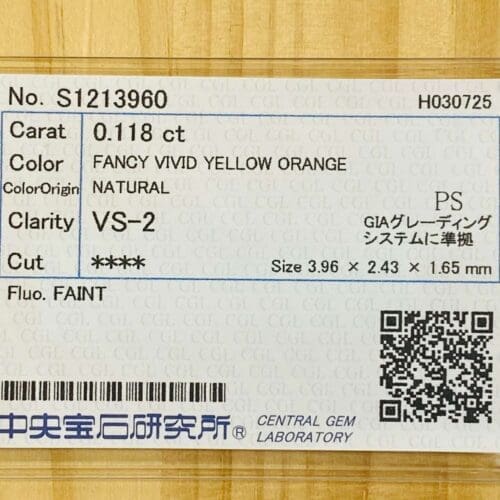 No. S1213960 H030725
Carat 0.118 ct
Color FANCY VIVID YELLOW ORANGE
ColorOrigin NATURAL
PS
Clarity VS-2
GIAグレーディング
システムに準拠
Cut ****
Size 3.96 × 2.43 × 1.65 mm
Fluo. FAINT
中央宝石研究所®
CENTRAL GEM
LABORATORY